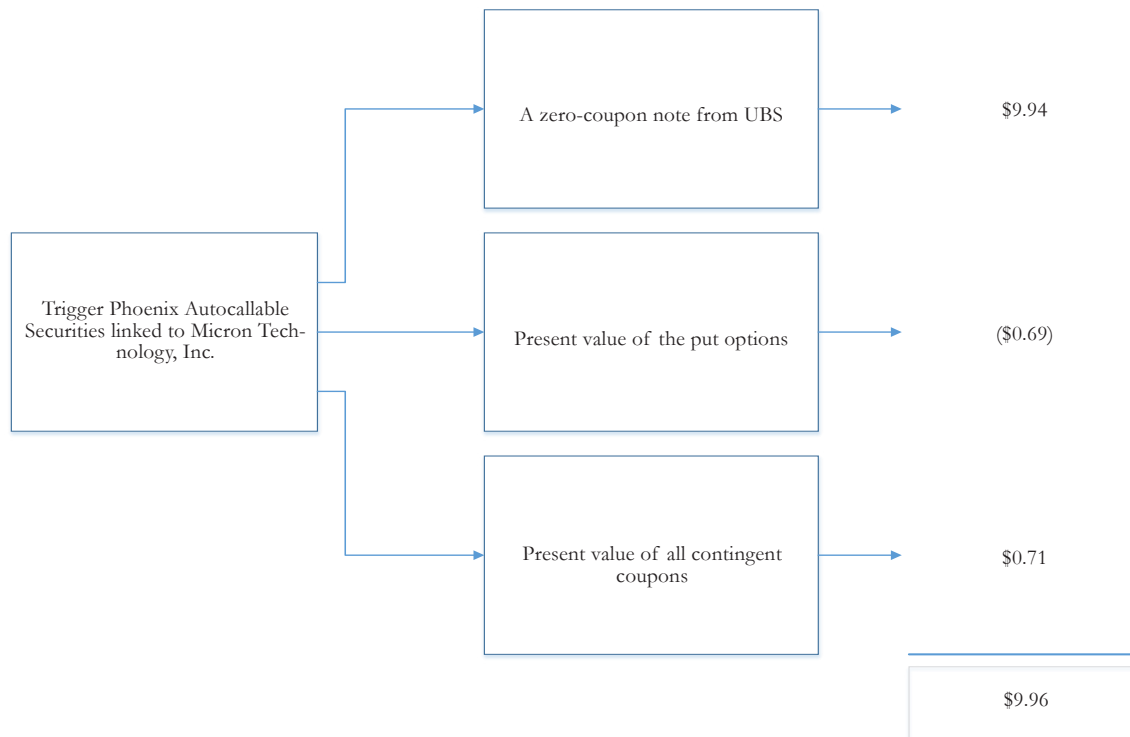 A zero-coupon note from UBS
$9.94
Trigger Phoenix Autocallable
Securities linked to Micron Tech-
nology, Inc.
Present value of the put options
($0.69)
Present value of all contingent
coupons
$0.71
$9.96